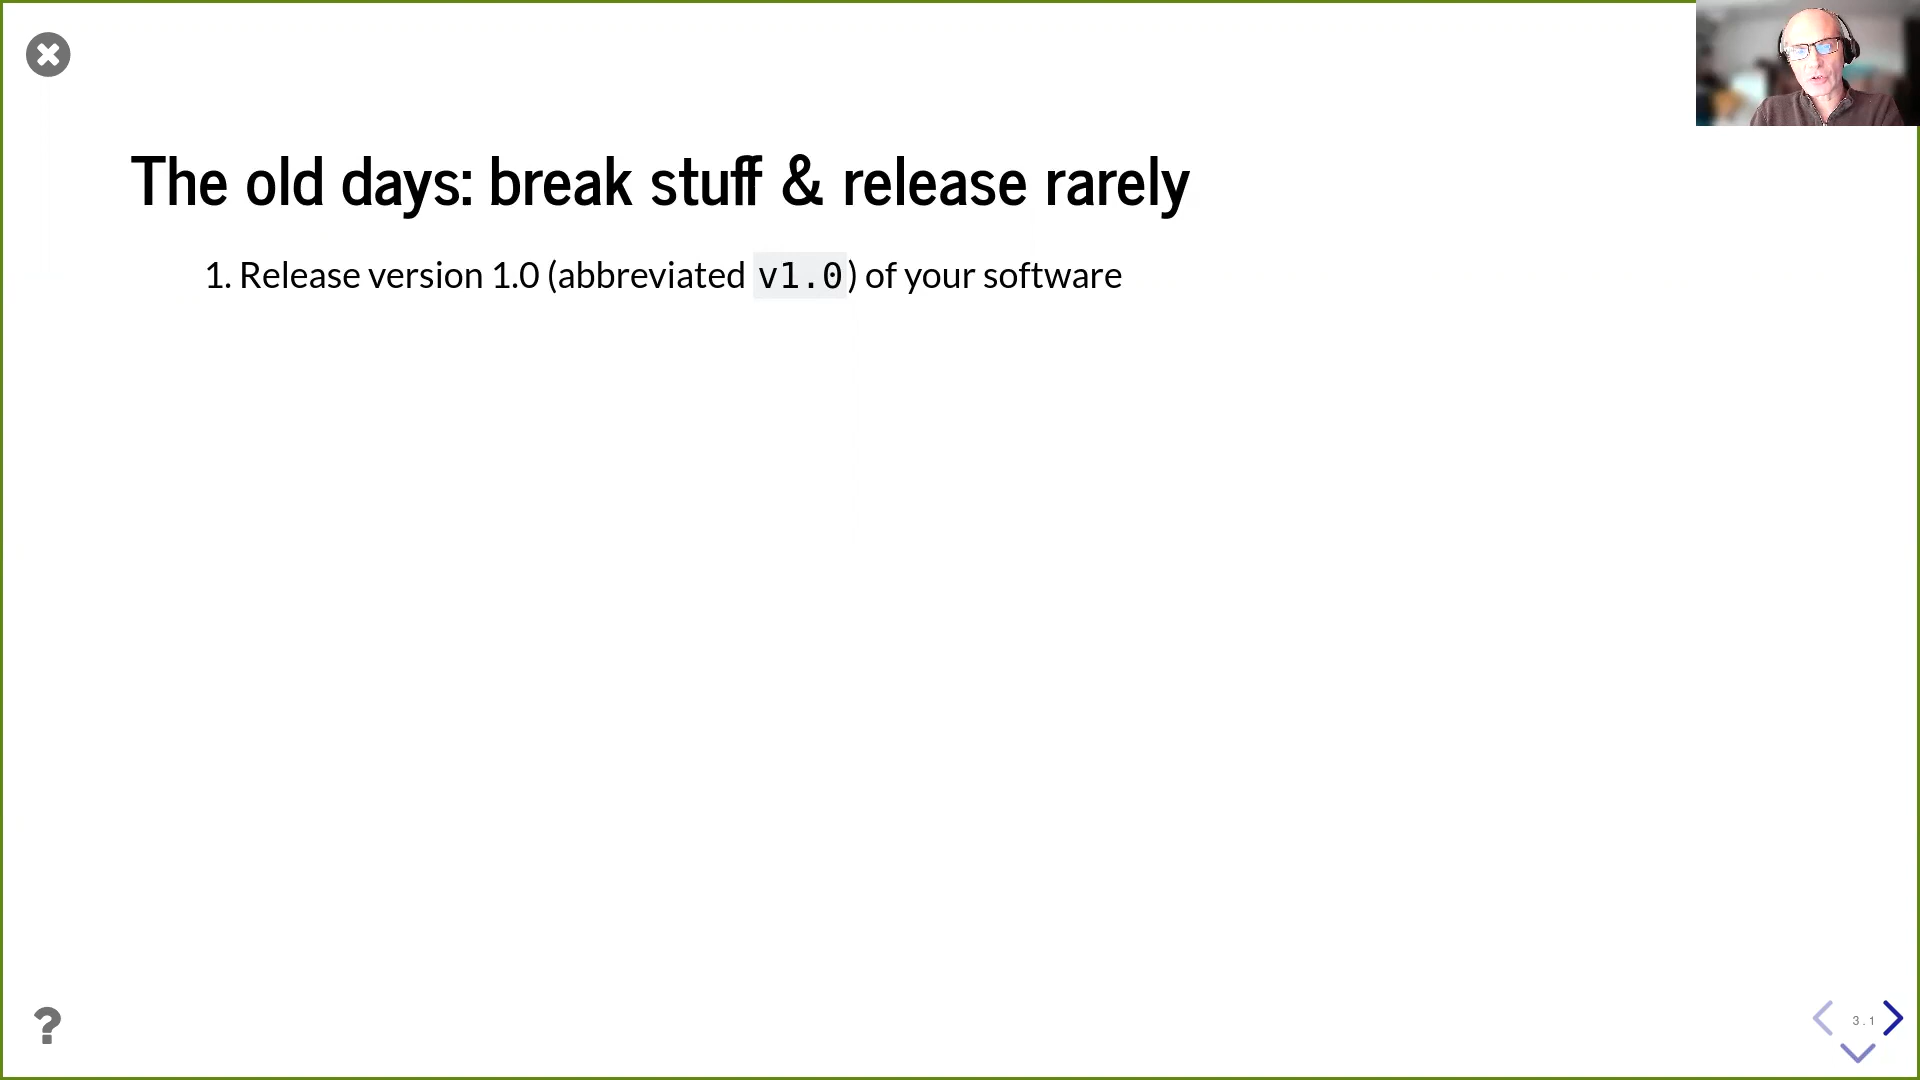 The old days: break stuff & release rarely
1. Release version 1.0 (abbreviated v1.0) of your software
?
3.1